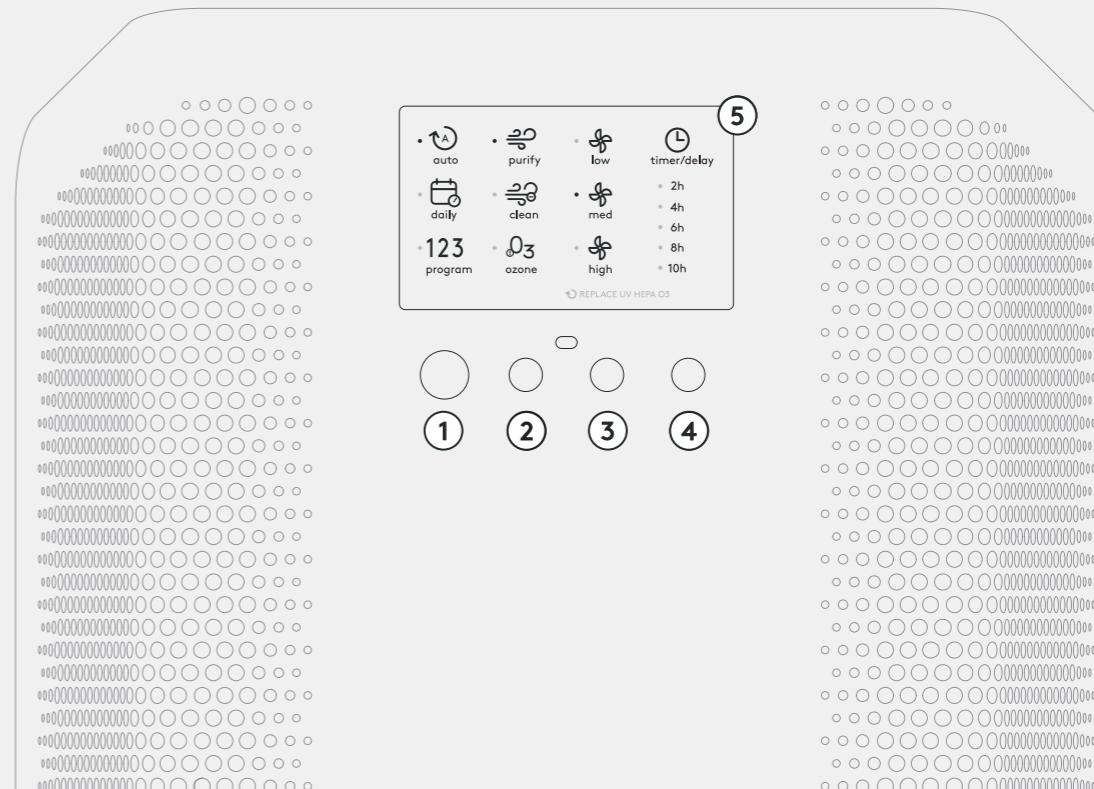 5
auto purify low timer/delay
2h
daily clean med
4h
6h
123 O3
8h
program ozone high
10h
REPLACE UV HEPA O3
1 2 3 4